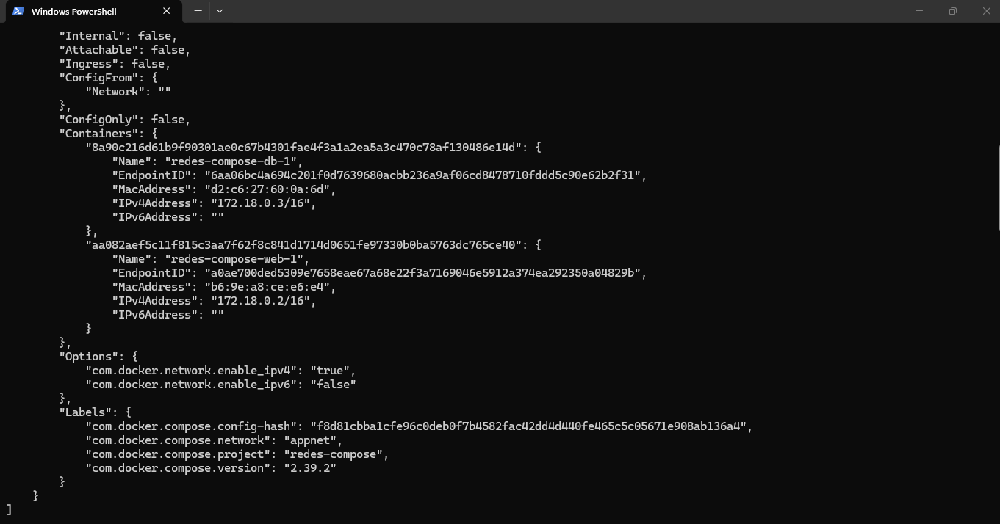 Windows PowerShell
        "Internal": false,
        "Attachable": false,
        "Ingress": false,
        "ConfigFrom": {
            "Network": ""
        },
        "ConfigOnly": false,
        "Containers": {
            "8a90c216d61b9f90301ae0c67b4301fae4f3a1a2ea5a3c470c78af130486e14d": {
                "Name": "redes-compose-db-1",
                "EndpointID": "6aa06bc4a694c201f0d7639680acbb236a9af06cd8478710fddd5c90e62b2f31",
                "MacAddress": "d2:c6:27:60:0a:6d",
                "IPv4Address": "172.18.0.3/16",
                "IPv6Address": ""
            },
            "aa082aef5c11f815c3aa7f62f8c841d1714d0651fe97330b0ba5763dc765ce40": {
                "Name": "redes-compose-web-1",
                "EndpointID": "a0ae700ded5309e7658eae67a68e22f3a7169046e5912a374ea292350a04829b",
                "MacAddress": "b6:9e:a8:ce:e6:e4",
                "IPv4Address": "172.18.0.2/16",
                "IPv6Address": ""
            }
        },
        "Options": {
            "com.docker.network.enable_ipv4": "true",
            "com.docker.network.enable_ipv6": "false"
        },
        "Labels": {
            "com.docker.compose.config-hash": "f8d81cbba1cfe96c0deb0f7b4582fac42dd4d440fe465c5c05671e908ab136a4",
            "com.docker.compose.network": "appnet",
            "com.docker.compose.project": "redes-compose",
            "com.docker.compose.version": "2.39.2"
        }
    }
]